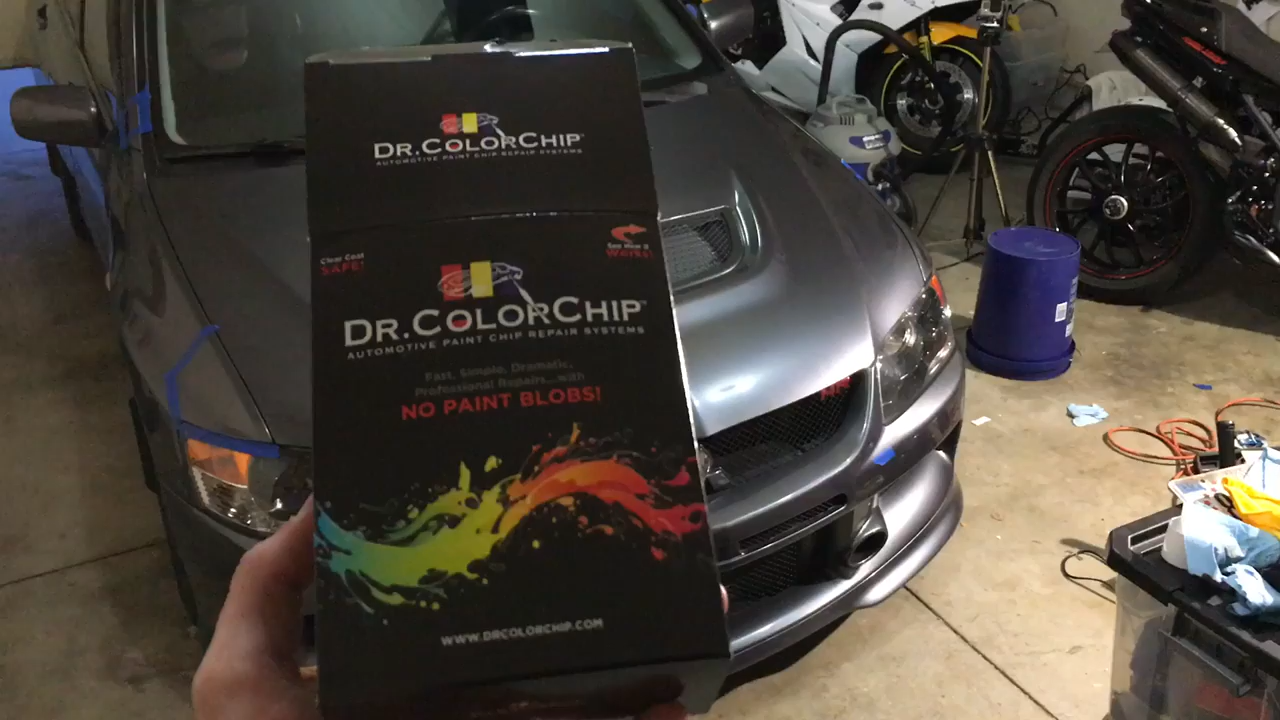 DR.COLORCHIP
AUTOMOTIVE PAINT CHIP REPAIR SYSTEMS
Clear Coat
SAFE!
See How it
Works!
DR.COLORCHIP™
AUTOMOTIVE PAINT CHIP REPAIR SYSTEMS
Fast, Simple, Dramatic,
Professional Repairs...with
NO PAINT BLOBS!
WWW.DRCOLORCHIP.COM